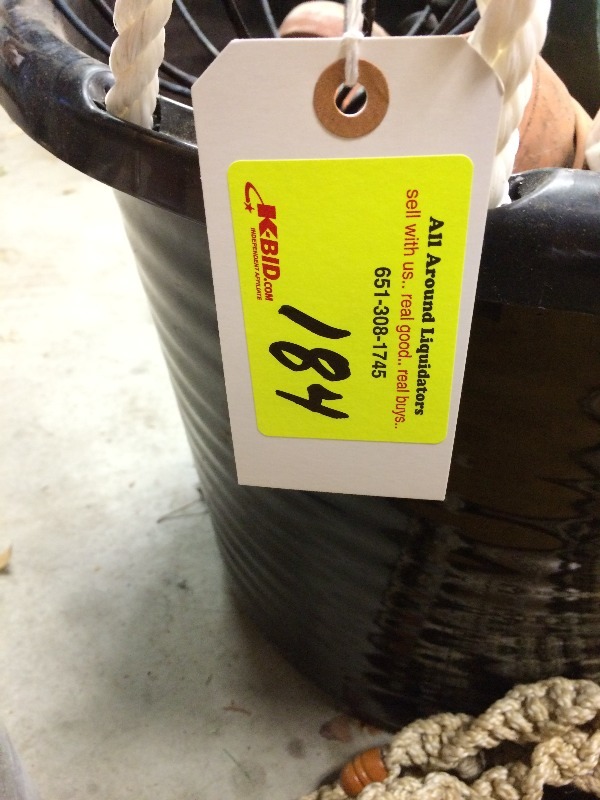 All Around Liquidators
sell with us.. real good.. real buys..
651-308-1745
K-BID.COM
INDEPENDENT AFFILIATE
184